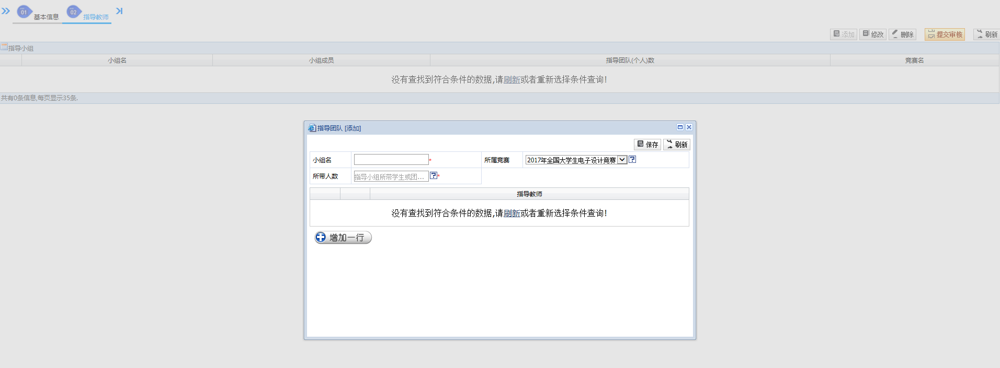 01 基本信息 02 指导教师
添加 修改 删除 提交审核 刷新
指导小组
小组名 小组成员 指导团队(个人)数 竞赛名
没有查找到符合条件的数据,请刷新或者重新选择条件查询!
共有0条信息,每页显示35条.
指导团队 [添加]
保存 刷新
小组名 * 所属竞赛 2017年全国大学生电子设计竞赛 ?
所带人数 指导小组所带学生或团... ?*
指导教师
没有查找到符合条件的数据,请刷新或者重新选择条件查询!
增加一行